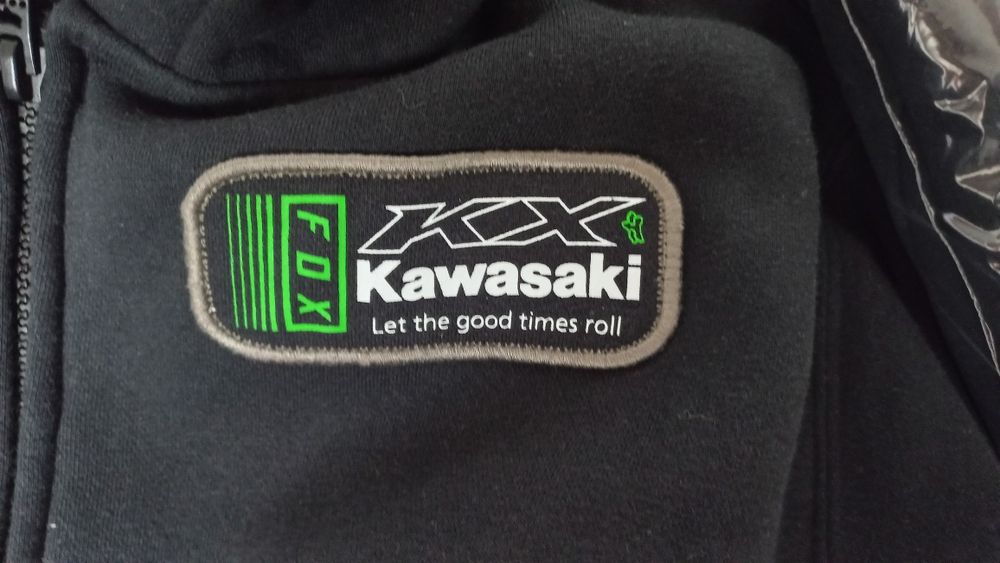 FOX
KX
Kawasaki
Let the good times roll